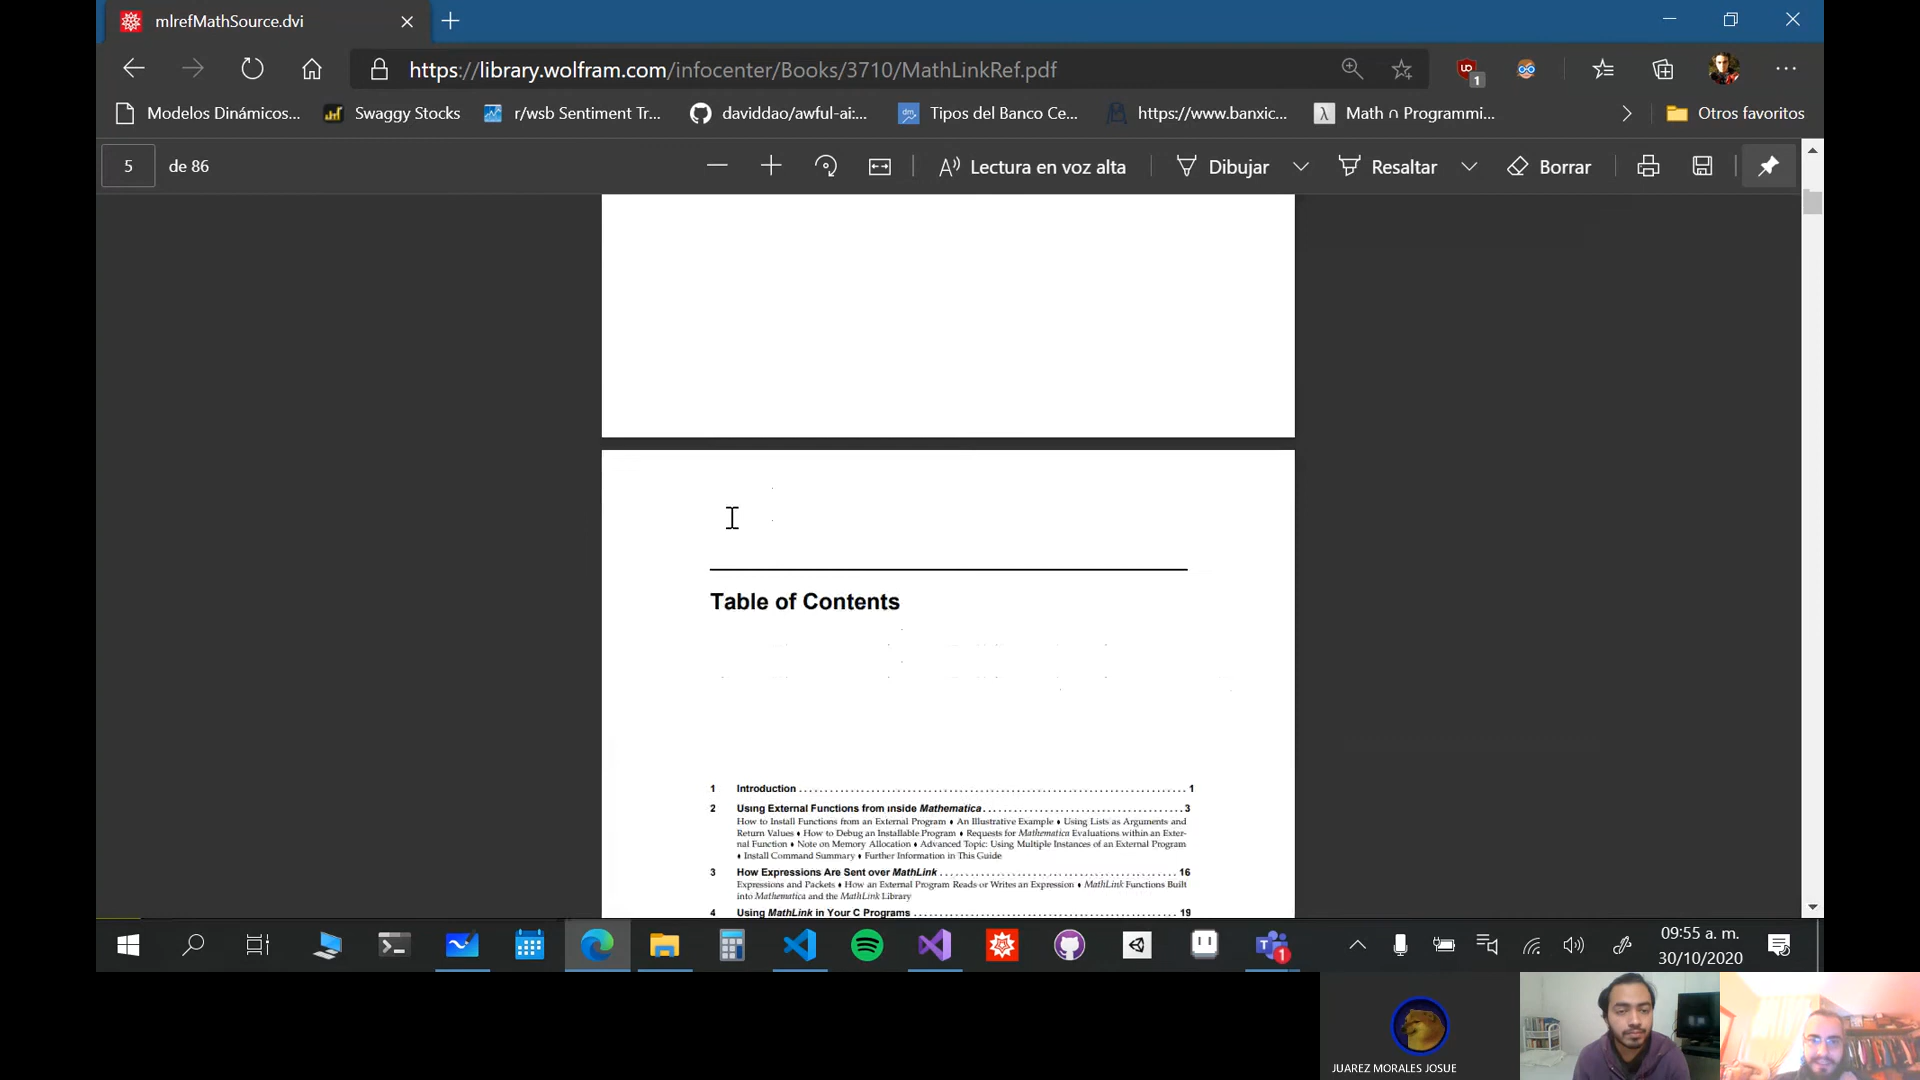 mlrefMathSource.dvi
https://library.wolfram.com/infocenter/Books/3710/MathLinkRef.pdf
1
Modelos Dinámicos...
Swaggy Stocks
r/wsb Sentiment Tr...
daviddao/awful-ai:...
Tipos del Banco Ce...
https://www.banxic...
Math ∩ Programmi...
Otros favoritos
5 de 86
Lectura en voz alta
Dibujar
Resaltar
Borrar
Table of Contents
1 Introduction . . . . . . . . . . . . . . . . . . . . . . . . . . . . . . . . . . . . . . . . 1
2 Using External Functions from inside Mathematica . . . . . . . . . . . . . . . . . . . . 3
How to Install Functions from an External Program ♦ An Illustrative Example ♦ Using Lists as Arguments and
Return Values ♦ How to Debug an Installable Program ♦ Requests for Mathematica Evaluations within an Exter-
nal Function ♦ Note on Memory Allocation ♦ Advanced Topic: Using Multiple Instances of an External Program
♦ Install Command Summary ♦ Further Information in This Guide
3 How Expressions Are Sent over MathLink . . . . . . . . . . . . . . . . . . . . . . . . . 16
Expressions and Packets ♦ How an External Program Reads or Writes an Expression ♦ MathLink Functions Built
into Mathematica and the MathLink Library
4 Using MathLink in Your C Programs . . . . . . . . . . . . . . . . . . . . . . . . . . . . 19
09:55 a. m.
30/10/2020
1
JUAREZ MORALES JOSUE